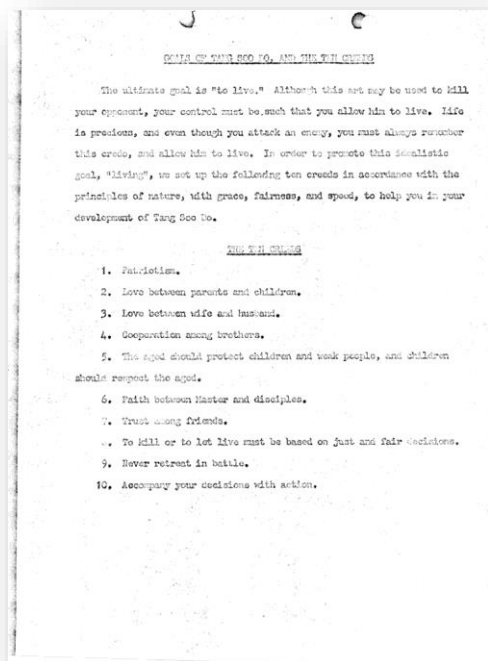 GOALS OF TANG SOO DO, AND THE TEN CREEDS
The ultimate goal is "to live." Although this art may be used to kill
your opponent, your control must be such that you allow him to live. Life
is precious, and even though you attack an enemy, you must always remember
this credo, and allow him to live. In order to promote this idealistic
goal, "living", we set up the following ten creeds in accordance with the
principles of nature, with grace, fairness, and speed, to help you in your
development of Tang Soo Do.
THE TEN CREEDS
1. Patriotism.
2. Love between parents and children.
3. Love between wife and husband.
4. Cooperation among brothers.
5. The aged should protect children and weak people, and children
should respect the aged.
6. Faith between Master and disciples.
7. Trust among friends.
. To kill or to let live must be based on just and fair decisions.
9. Never retreat in battle.
10. Accompany your decisions with action.